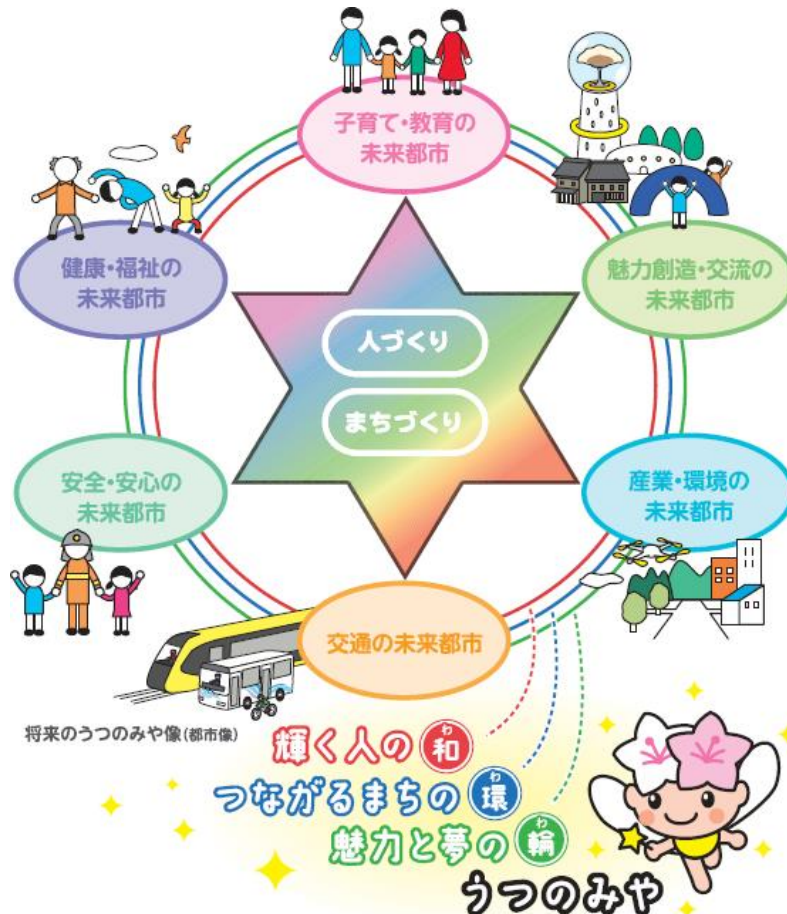 子育て・教育の
未来都市
健康・福祉の
未来都市
魅力創造・交流の
未来都市
人づくり
まちづくり
安全・安心の
未来都市
産業・環境の
未来都市
交通の未来都市
将来のうつのみや像(都市像)
輝く人の和
わ
つながるまちの環
わ
魅力と夢の輪
わ
うつのみや